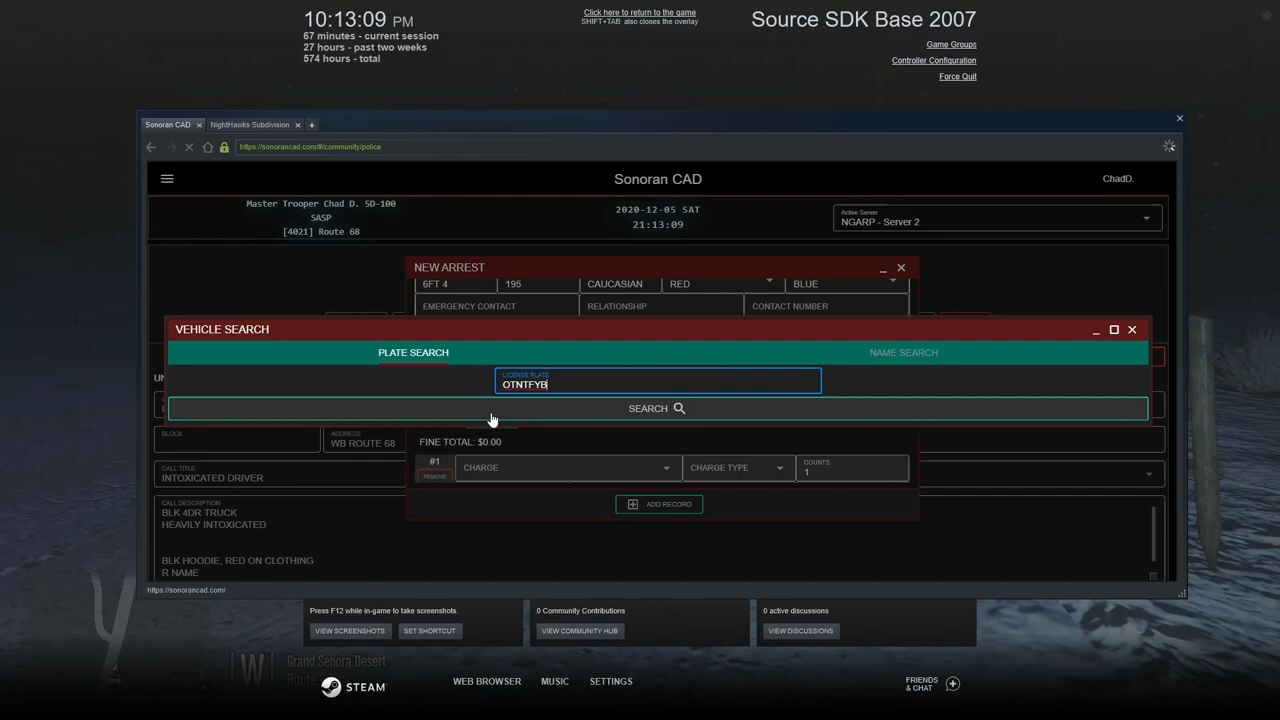 10:13:09 PM
67 minutes - current session
27 hours - past two weeks
574 hours - total
Click here to return to the game
SHIFT+TAB also closes the overlay
Source SDK Base 2007
Game Groups
Controller Configuration
Force Quit
Sonoran CAD
NightHawks Subdivision
https://sonorancad.com/#/community/police
Sonoran CAD
ChadD.
Master Trooper Chad D. 5D-100
SASP
[4021] Route 68
2020-12-05 SAT
21:13:09
Active Server
NGARP - Server 2
NEW ARREST
6FT 4
195
CAUCASIAN
RED
BLUE
EMERGENCY CONTACT
RELATIONSHIP
CONTACT NUMBER
VEHICLE SEARCH
PLATE SEARCH
NAME SEARCH
LICENSE PLATE
OTNTFYB
SEARCH
BLOCK
ADDRESS
WB ROUTE 68
FINE TOTAL: $0.00
#1
REMOVE
CHARGE
CHARGE TYPE
COUNTS
1
CALL TITLE
INTOXICATED DRIVER
ADD RECORD
CALL DESCRIPTION
BLK 4DR TRUCK
HEAVILY INTOXICATED
BLK HOODIE, RED ON CLOTHING
R NAME
https://sonorancad.com/
Press F12 while in-game to take screenshots.
VIEW SCREENSHOTS
SET SHORTCUT
0 Community Contributions
VIEW COMMUNITY HUB
0 active discussions
VIEW DISCUSSIONS
W
Grand Senora Desert
STEAM
WEB BROWSER
MUSIC
SETTINGS
FRIENDS
& CHAT